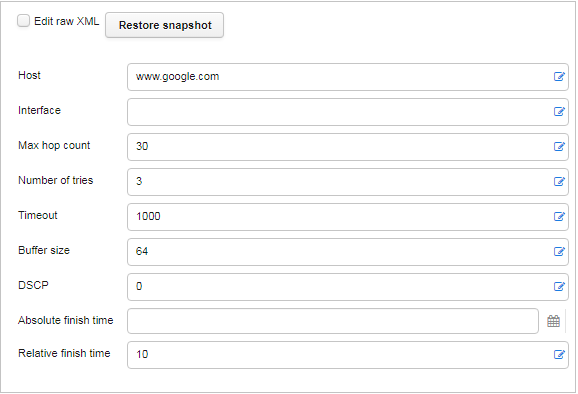 Edit raw XML Restore snapshot
Host www.google.com
Interface
Max hop count 30
Number of tries 3
Timeout 1000
Buffer size 64
DSCP 0
Absolute finish time
Relative finish time 10